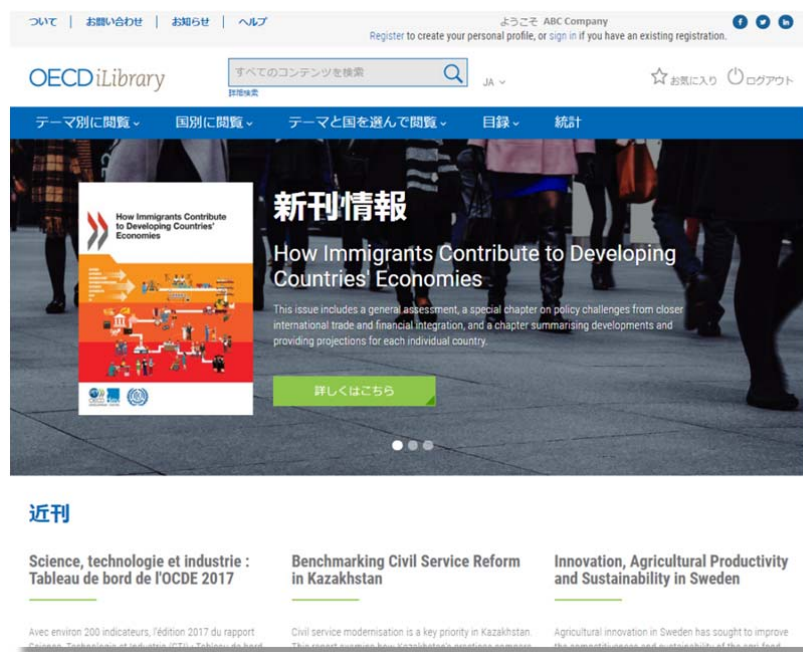 ついて | お問い合わせ | お知らせ | ヘルプ
ようこそ ABC Company
Register to create your personal profile, or sign in if you have an existing registration.
OECD iLibrary
すべてのコンテンツを検索
JA
お気に入り
ログアウト
詳細検索
テーマ別に閲覧
国別に閲覧
テーマと国を選んで閲覧
目録
統計
How Immigrants Contribute
to Developing Countries'
Economies
新刊情報
How Immigrants Contribute to Developing
Countries' Economies
This issue includes a general assessment, a special chapter on policy challenges from closer
international trade and financial integration, and a chapter summarising developments and
providing projections for each individual country.
詳しくはこちら
近刊
Science, technologie et industrie :
Tableau de bord de l'OCDE 2017
Avec environ 200 indicateurs, l'édition 2017 du rapport
Benchmarking Civil Service Reform
in Kazakhstan
Civil service modernisation is a key priority in Kazakhstan.
Innovation, Agricultural Productivity
and Sustainability in Sweden
Agricultural innovation in Sweden has sought to improve